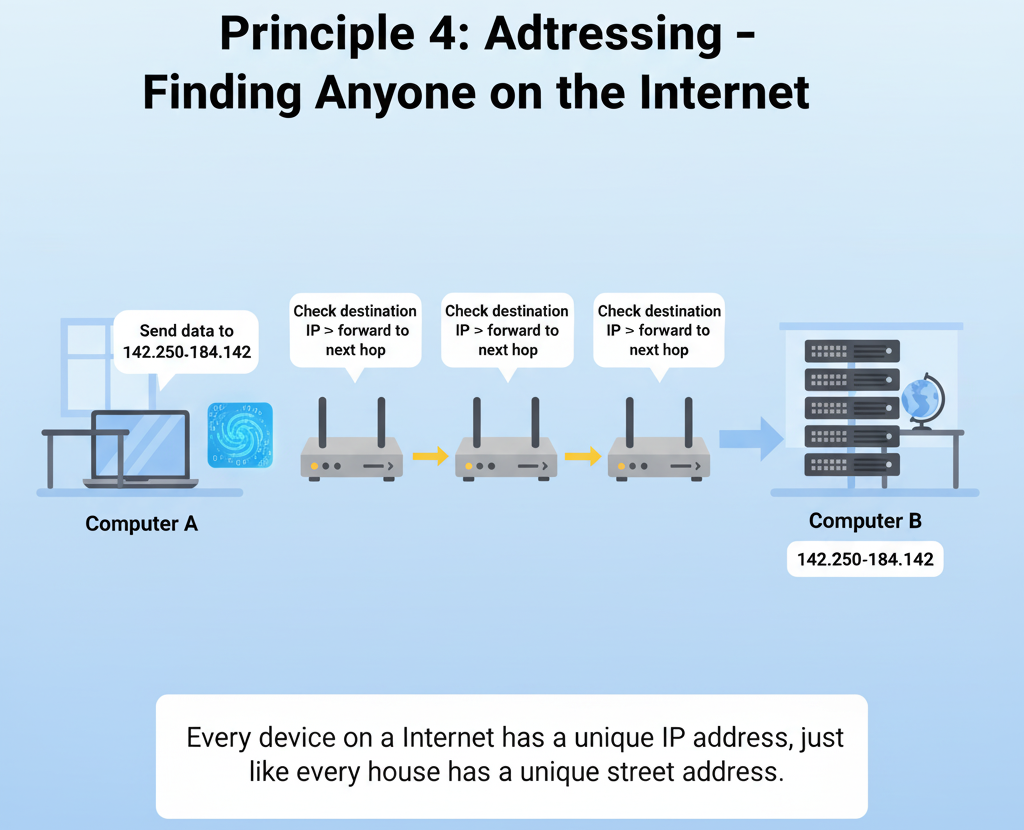 Principle 4: Adtressing –
Finding Anyone on the Internet
Send data to
142.250-184.142
Check destination
IP > forward to
next hop
Check destination
IP > forward to
next hop
Check destination
IP > forward to
next hop
Computer A
Computer B
142.250-184.142
Every device on a Internet has a unique IP address, just
like every house has a unique street address.